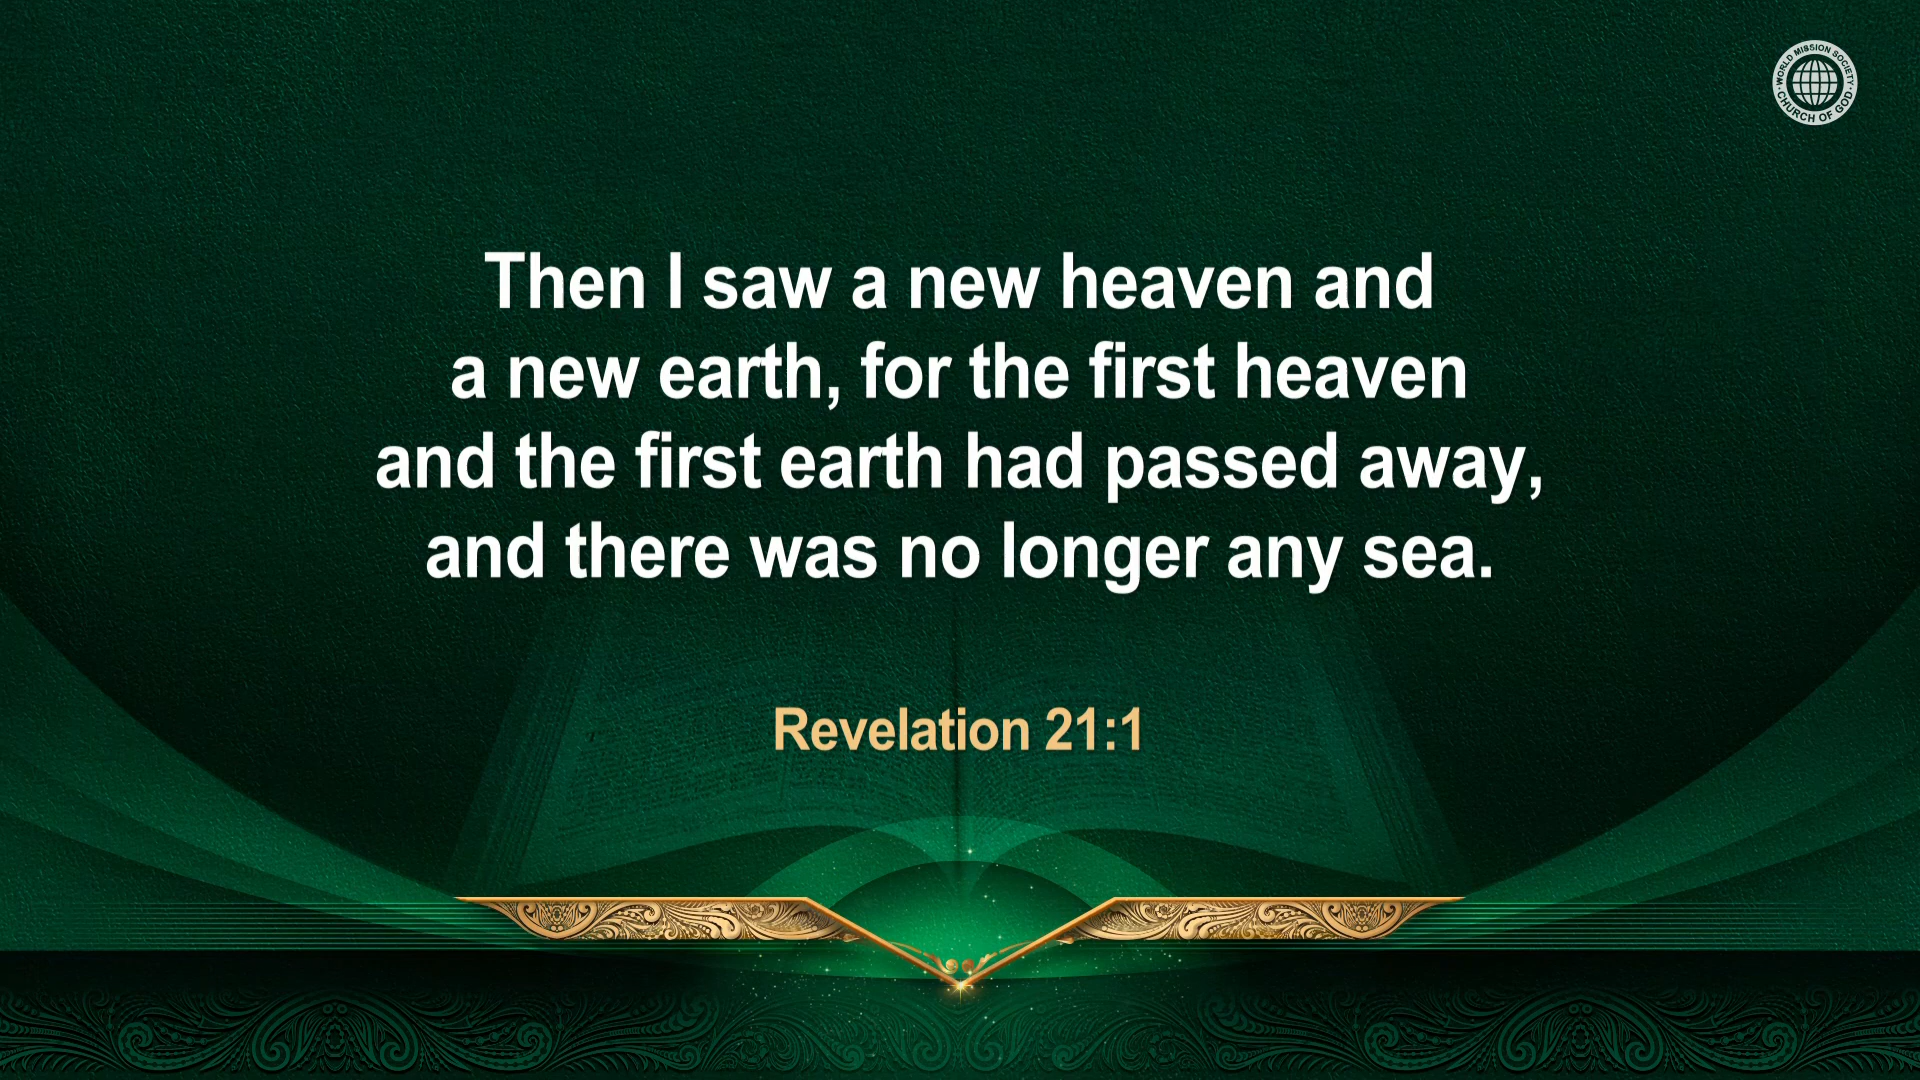 WORLD MISSION SOCIETY
CHURCH OF GOD
Then I saw a new heaven and
a new earth, for the first heaven
and the first earth had passed away,
and there was no longer any sea.
Revelation 21:1